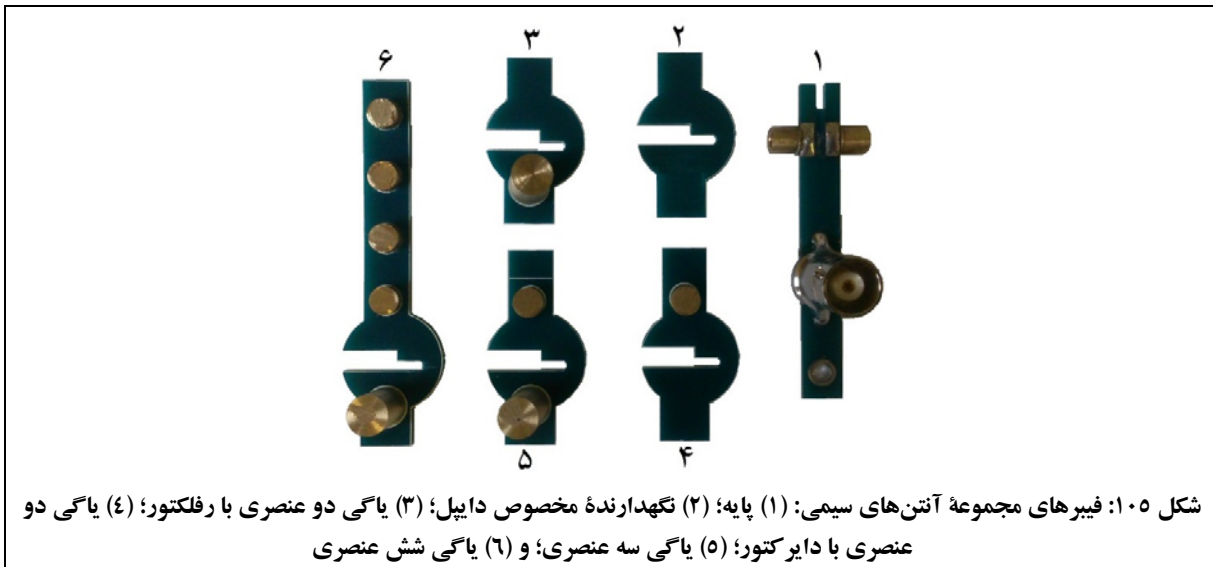 ۶ ۳ ۲ ۱
۵ ۴
شکل ۱۰۵: فیبرهای مجموعهٔ آنتن‌های سیمی: (۱) پایه؛ (۲) نگهدارندهٔ مخصوص دایپل؛ (۳) یاگی دو عنصری با رفلکتور؛ (٤) یاگی دو
عنصری با دایرکتور؛ (٥) یاگی سه عنصری؛ و (٦) یاگی شش عنصری